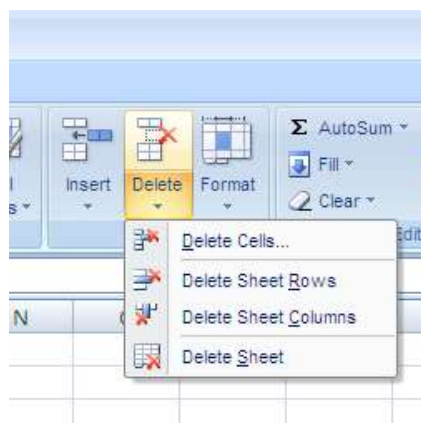 Insert
Delete
Format
Σ AutoSum
Fill
Clear
Delete Cells...
Delete Sheet Rows
Delete Sheet Columns
Delete Sheet
N